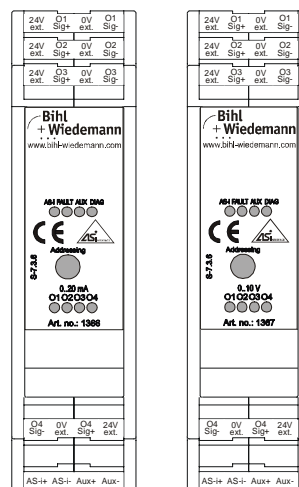 24V ext. O1 Sig+ 0V ext. O1 Sig-
24V ext. O2 Sig+ 0V ext. O2 Sig-
24V ext. O3 Sig+ 0V ext. O3 Sig-
Bihl
+Wiedemann
www.bihl-wiedemann.com
AS-I FAULT AUX DIAG
CE ASi
Addressing
S-7.3.6
0..20 mA
O1 O2 O3 O4
Art. no.: 1366
O4 Sig- 0V ext. O4 Sig+ 24V ext.
AS-i+ AS-i- Aux+ Aux-
24V ext. O1 Sig+ 0V ext. O1 Sig-
24V ext. O2 Sig+ 0V ext. O2 Sig-
24V ext. O3 Sig+ 0V ext. O3 Sig-
Bihl
+Wiedemann
www.bihl-wiedemann.com
AS-I FAULT AUX DIAG
CE ASi
Addressing
S-7.3.6
0..10 V
O1 O2 O3 O4
Art. no.: 1367
O4 Sig- 0V ext. O4 Sig+ 24V ext.
AS-i+ AS-i- Aux+ Aux-